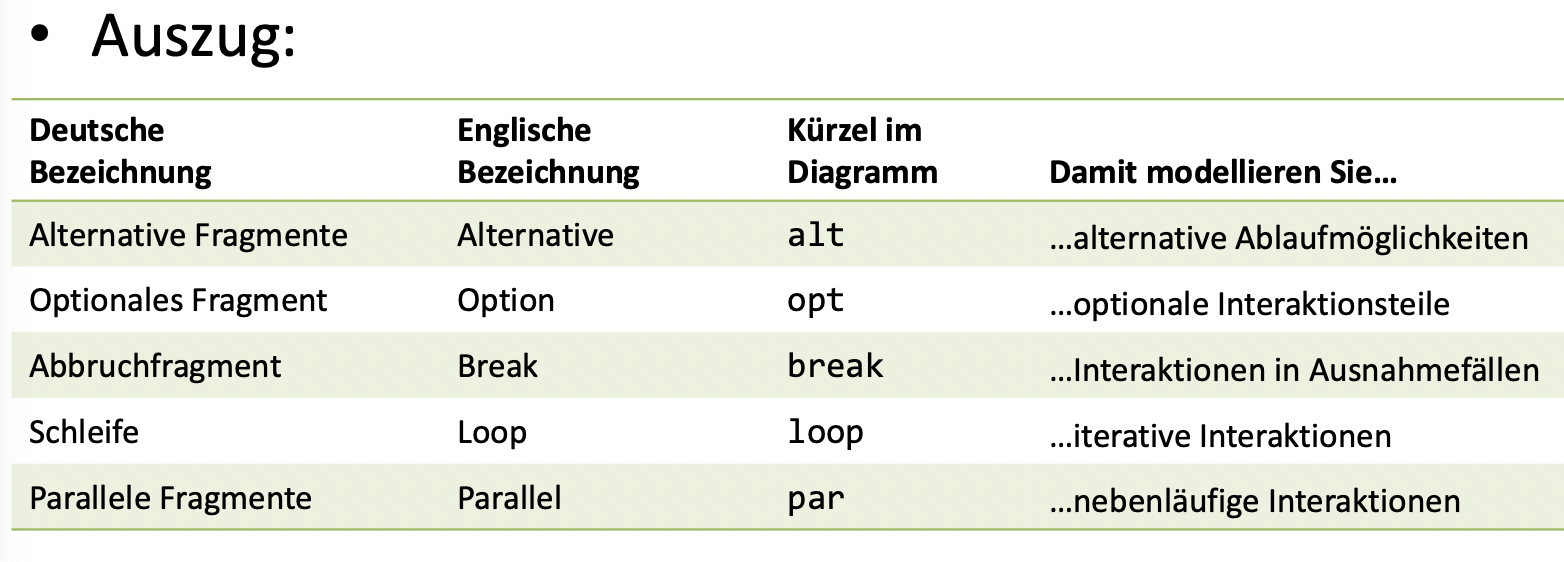 • Auszug:
Deutsche Bezeichnung Englische Bezeichnung Kürzel im Diagramm Damit modellieren Sie…
Alternative Fragmente Alternative alt …alternative Ablaufmöglichkeiten
Optionales Fragment Option opt …optionale Interaktionsteile
Abbruchfragment Break break …Interaktionen in Ausnahmefällen
Schleife Loop loop …iterative Interaktionen
Parallele Fragmente Parallel par …nebenläufige Interaktionen